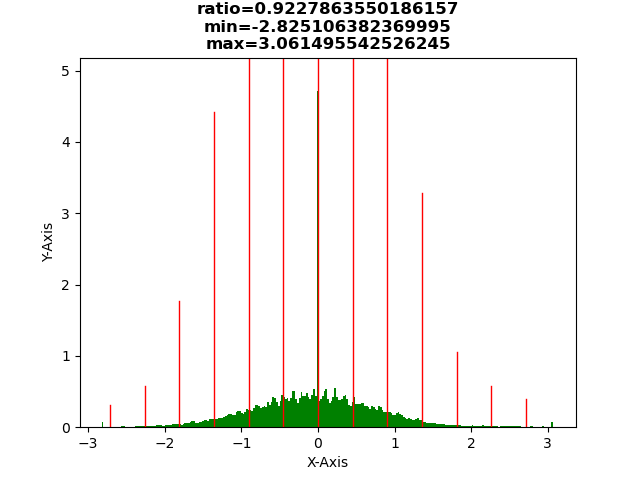 ratio=0.9227863550186157
min=-2.825106382369995
max=3.061495542526245
5
4
3
2
1
0
Y-Axis
−3 −2 −1 0 1 2 3
X-Axis